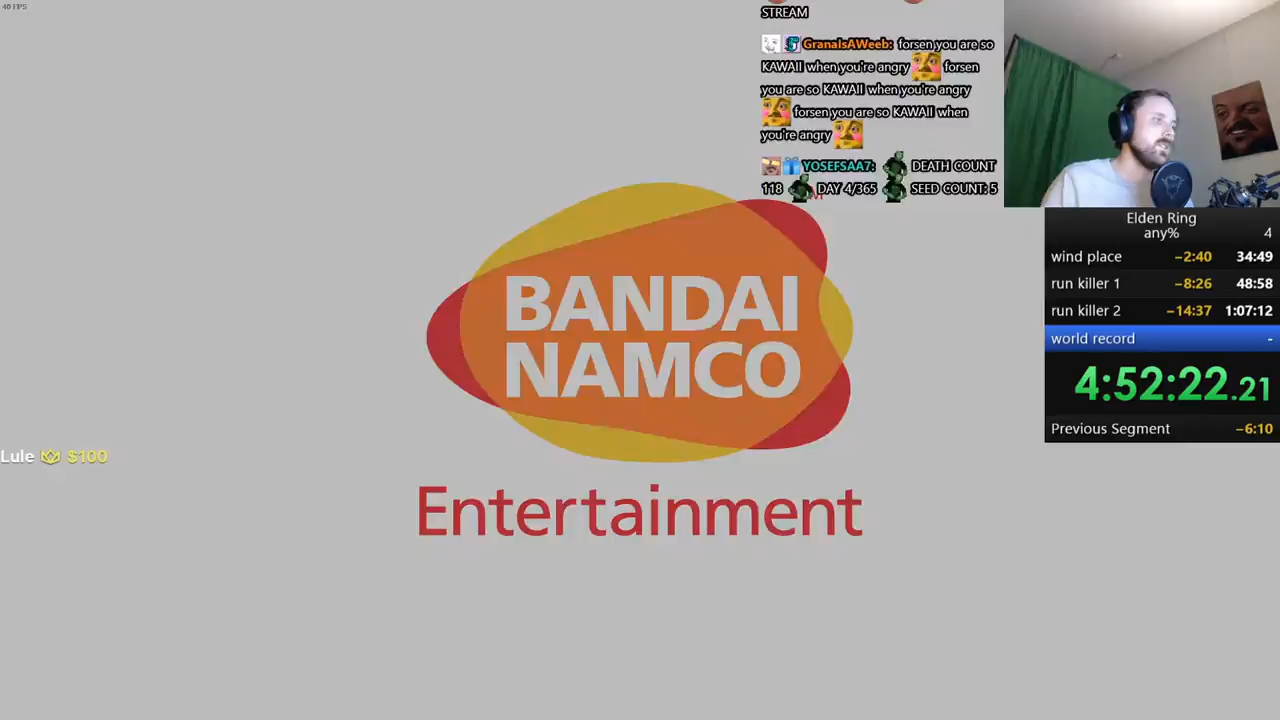 40 FPS
STREAM
GranalsAWeeb: forsen you are so
KAWAII when you're angry forsen
you are so KAWAII when you're angry
forsen you are so KAWAII when
you're angry
YOSEFSAA7: DEATH COUNT
118 DAY 4/365 SEED COUNT: 5
BANDAI
NAMCO
Entertainment
Lule $100
Elden Ring
any% 4
wind place −2:40 34:49
run killer 1 −8:26 48:58
run killer 2 −14:37 1:07:12
world record -
4:52:22.21
Previous Segment −6:10